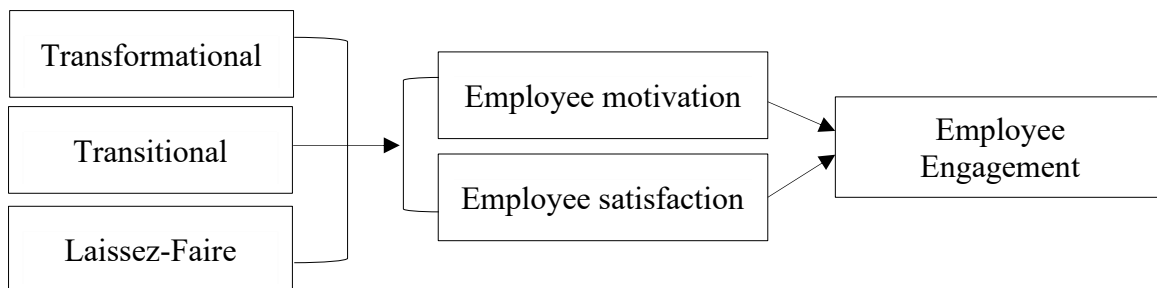 Transformational
Transitional
Laissez-Faire
Employee motivation
Employee satisfaction
Employee
Engagement